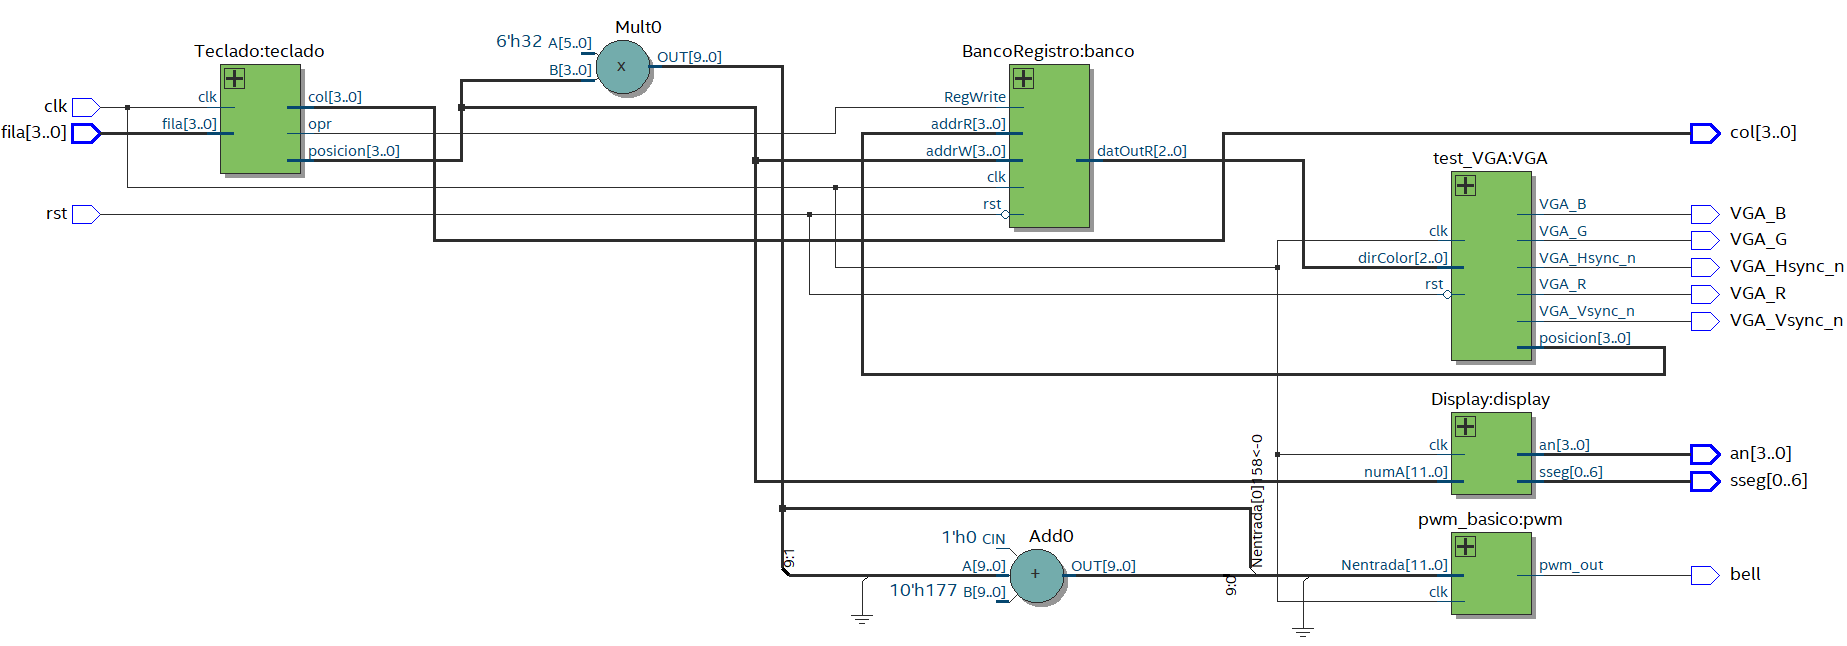 Mult0
6'h32 A[5..0]
B[3..0]
OUT[9..0]
x
Teclado:teclado
clk
fila[3..0]
col[3..0]
opr
posicion[3..0]
clk
fila[3..0]
rst
BancoRegistro:banco
RegWrite
addrR[3..0]
addrW[3..0]
clk
rst
datOutR[2..0]
col[3..0]
test_VGA:VGA
clk
dirColor[2..0]
rst
VGA_B
VGA_G
VGA_Hsync_n
VGA_R
VGA_Vsync_n
posicion[3..0]
VGA_B
VGA_G
VGA_Hsync_n
VGA_R
VGA_Vsync_n
Display:display
clk
numA[11..0]
an[3..0]
sseg[0..6]
an[3..0]
sseg[0..6]
9:1
1'h0 CIN
Add0
A[9..0]
10'h177 B[9..0]
+
OUT[9..0]
9:0
Nentrada[0]158<-0
pwm_basico:pwm
Nentrada[11..0]
clk
pwm_out
bell